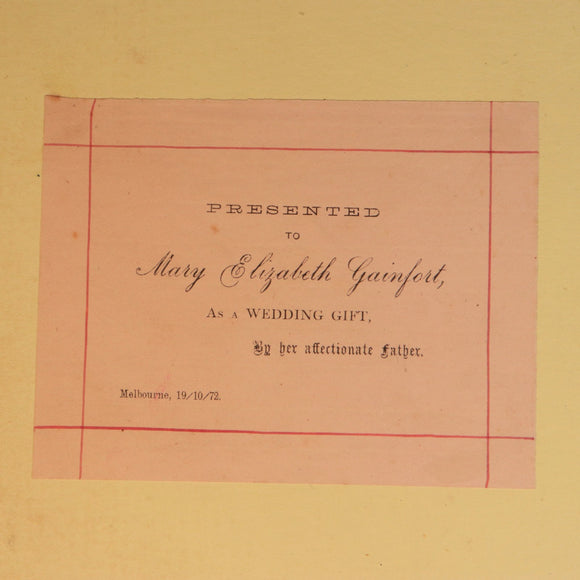 PRESENTED
TO
Mary Elizabeth Gainfort,
As a WEDDING GIFT,
By her affectionate Father.
Melbourne, 19/10/72.